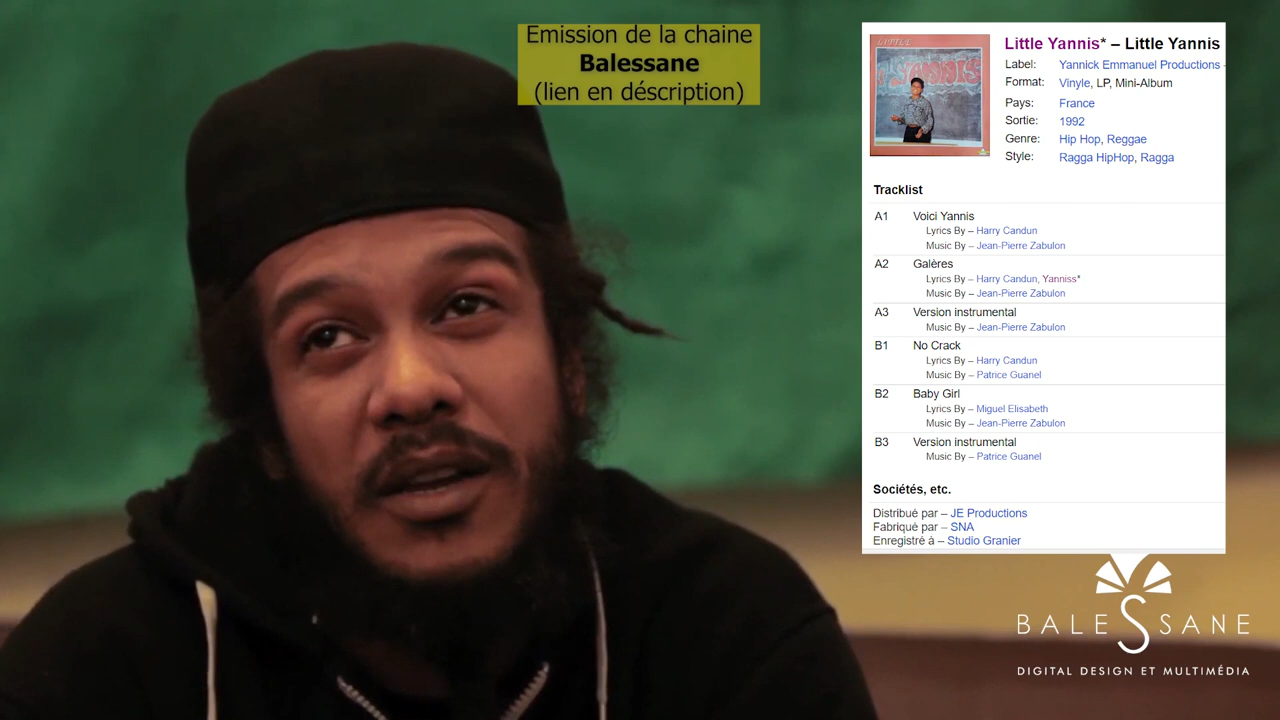 Emission de la chaine
Balessane
(lien en déscription)
LITTLE
YANNIS
Little Yannis* – Little Yannis
Label: Yannick Emmanuel Productions -
Format: Vinyle, LP, Mini-Album
Pays: France
Sortie: 1992
Genre: Hip Hop, Reggae
Style: Ragga HipHop, Ragga
Tracklist
A1 Voici Yannis
Lyrics By – Harry Candun
Music By – Jean-Pierre Zabulon
A2 Galères
Lyrics By – Harry Candun, Yanniss*
Music By – Jean-Pierre Zabulon
A3 Version instrumental
Music By – Jean-Pierre Zabulon
B1 No Crack
Lyrics By – Harry Candun
Music By – Patrice Guanel
B2 Baby Girl
Lyrics By – Miguel Elisabeth
Music By – Jean-Pierre Zabulon
B3 Version instrumental
Music By – Patrice Guanel
Sociétés, etc.
Distribué par – JE Productions
Fabriqué par – SNA
Enregistré à – Studio Granier
BALESSANE
DIGITAL DESIGN ET MULTIMÉDIA